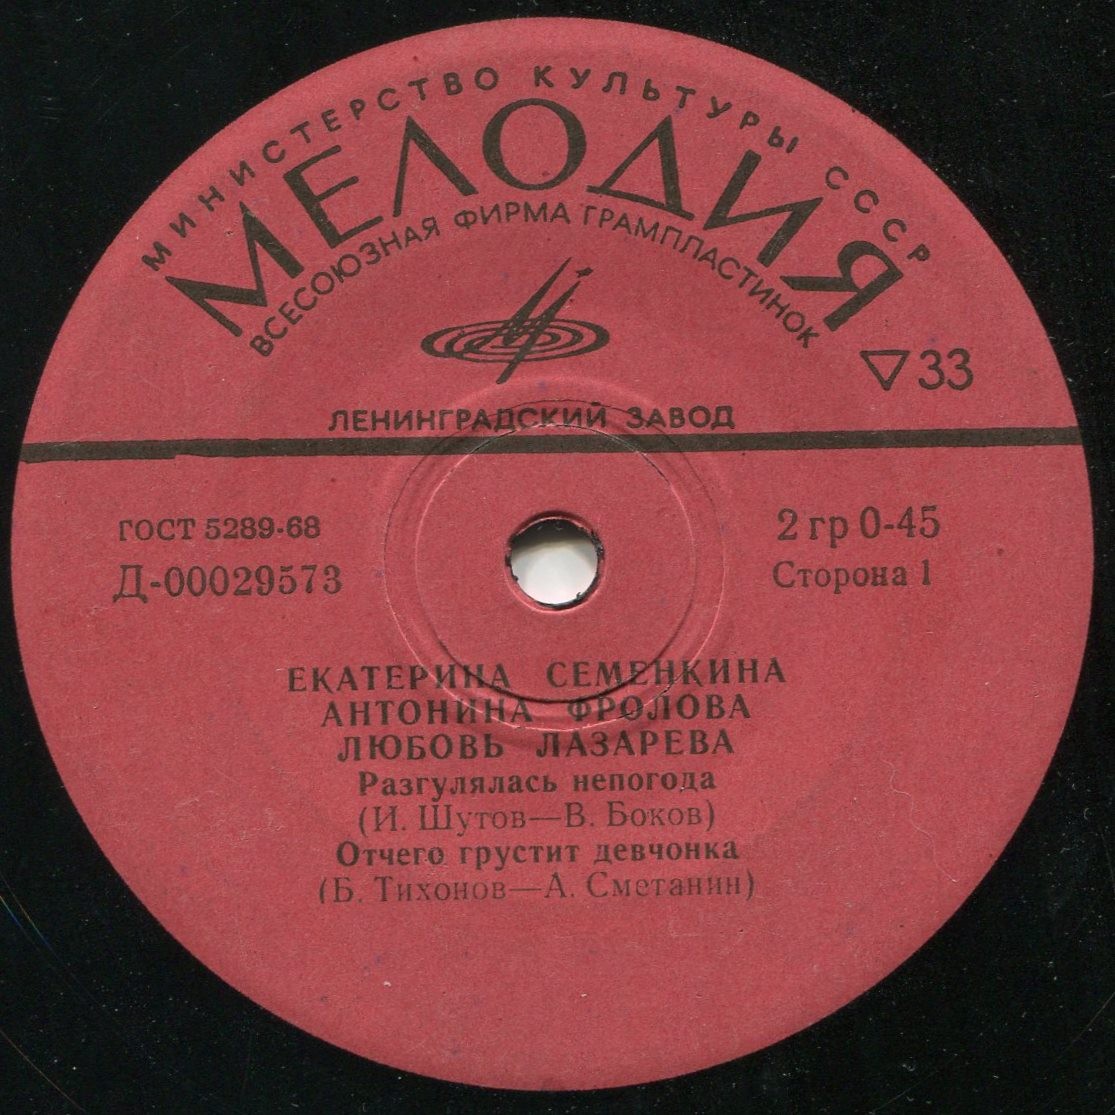 МИНИСТЕРСТВО КУЛЬТУРЫ СССР
МЕЛОДИЯ
ВСЕСОЮЗНАЯ ФИРМА ГРАМПЛАСТИНОК
▽33
ЛЕНИНГРАДСКИЙ ЗАВОД
ГОСТ 5289-68
2 гр 0-45
Д-00029573
Сторона 1
ЕКАТЕРИНА СЕМЕНКИНА
АНТОНИНА ФРОЛОВА
ЛЮБОВЬ ЛАЗАРЕВА
Разгулялась непогода
(И. Шутов—В. Боков)
Отчего грустит девчонка
(Б. Тихонов—А. Сметанин)